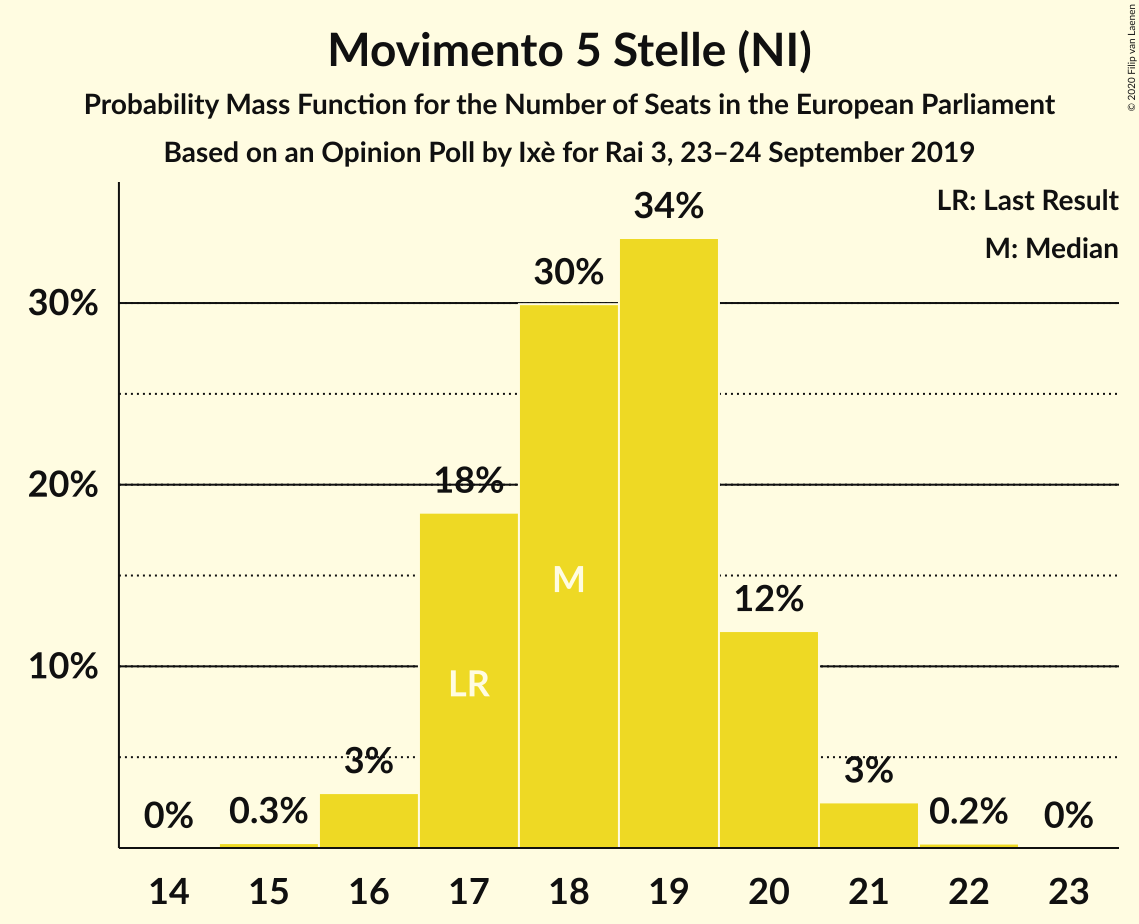 Movimento 5 Stelle (NI)
Probability Mass Function for the Number of Seats in the European Parliament
Based on an Opinion Poll by Ixè for Rai 3, 23–24 September 2019
© 2020 Filip van Laenen
LR: Last Result
M: Median
34%
30%
30%
20%
18%
M
12%
10%
LR
3%
3%
0%
0.3%
0.2%
0%
14 15 16 17 18 19 20 21 22 23